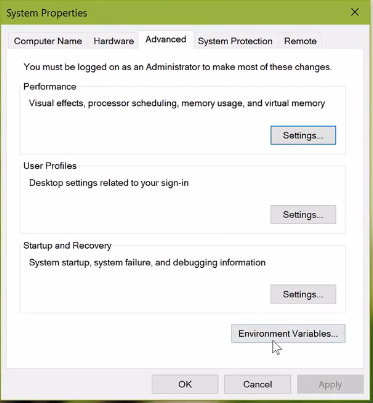 System Properties
Computer Name Hardware Advanced System Protection Remote
You must be logged on as an Administrator to make most of these changes.
Performance
Visual effects, processor scheduling, memory usage, and virtual memory
Settings...
User Profiles
Desktop settings related to your sign-in
Settings...
Startup and Recovery
System startup, system failure, and debugging information
Settings...
Environment Variables...
OK Cancel Apply